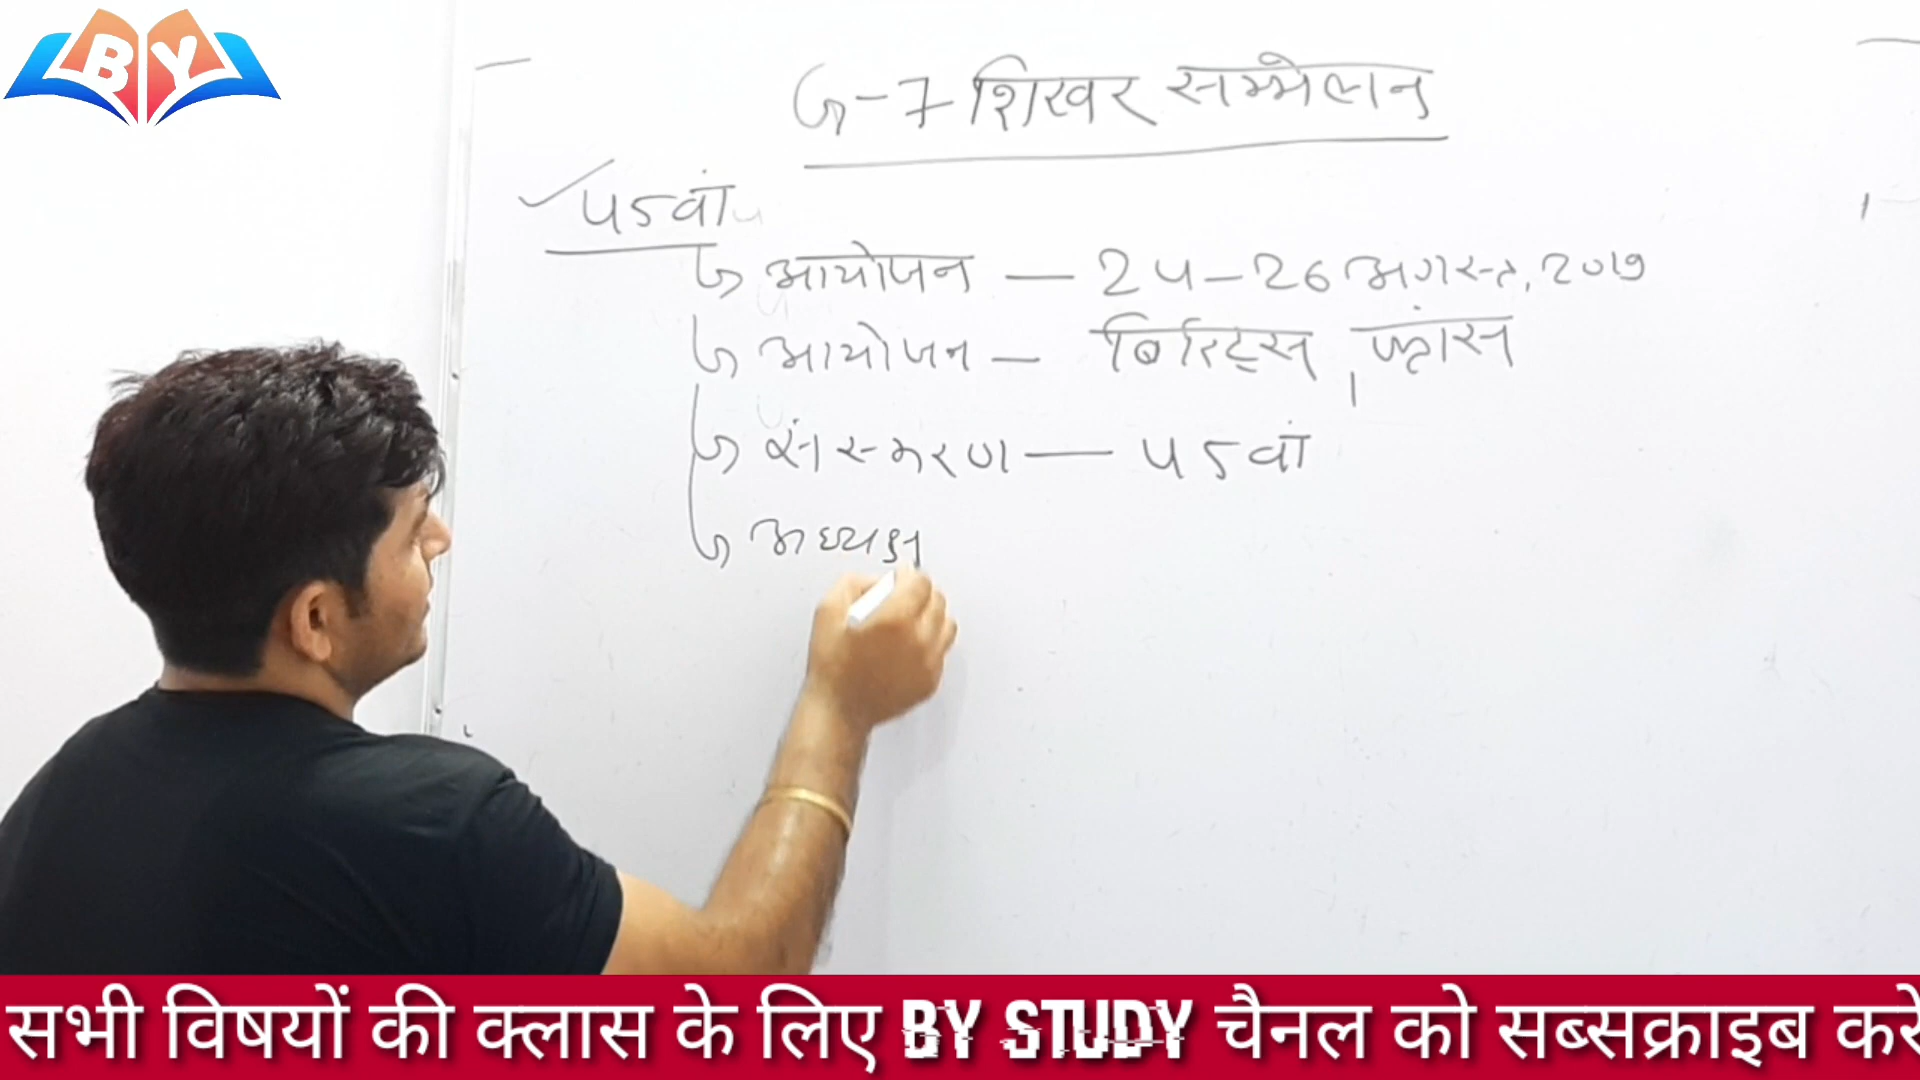 BY
G-7 शिखर सम्मेलन
45वां
आयोजन — 24-26 अगस्त, 2019
आयोजन — बिरिट्स, फ्रांस
संस्करण — 45वां
अध्यक्ष
सभी विषयों की क्लास के लिए BY STUDY चैनल को सब्सक्राइब करे